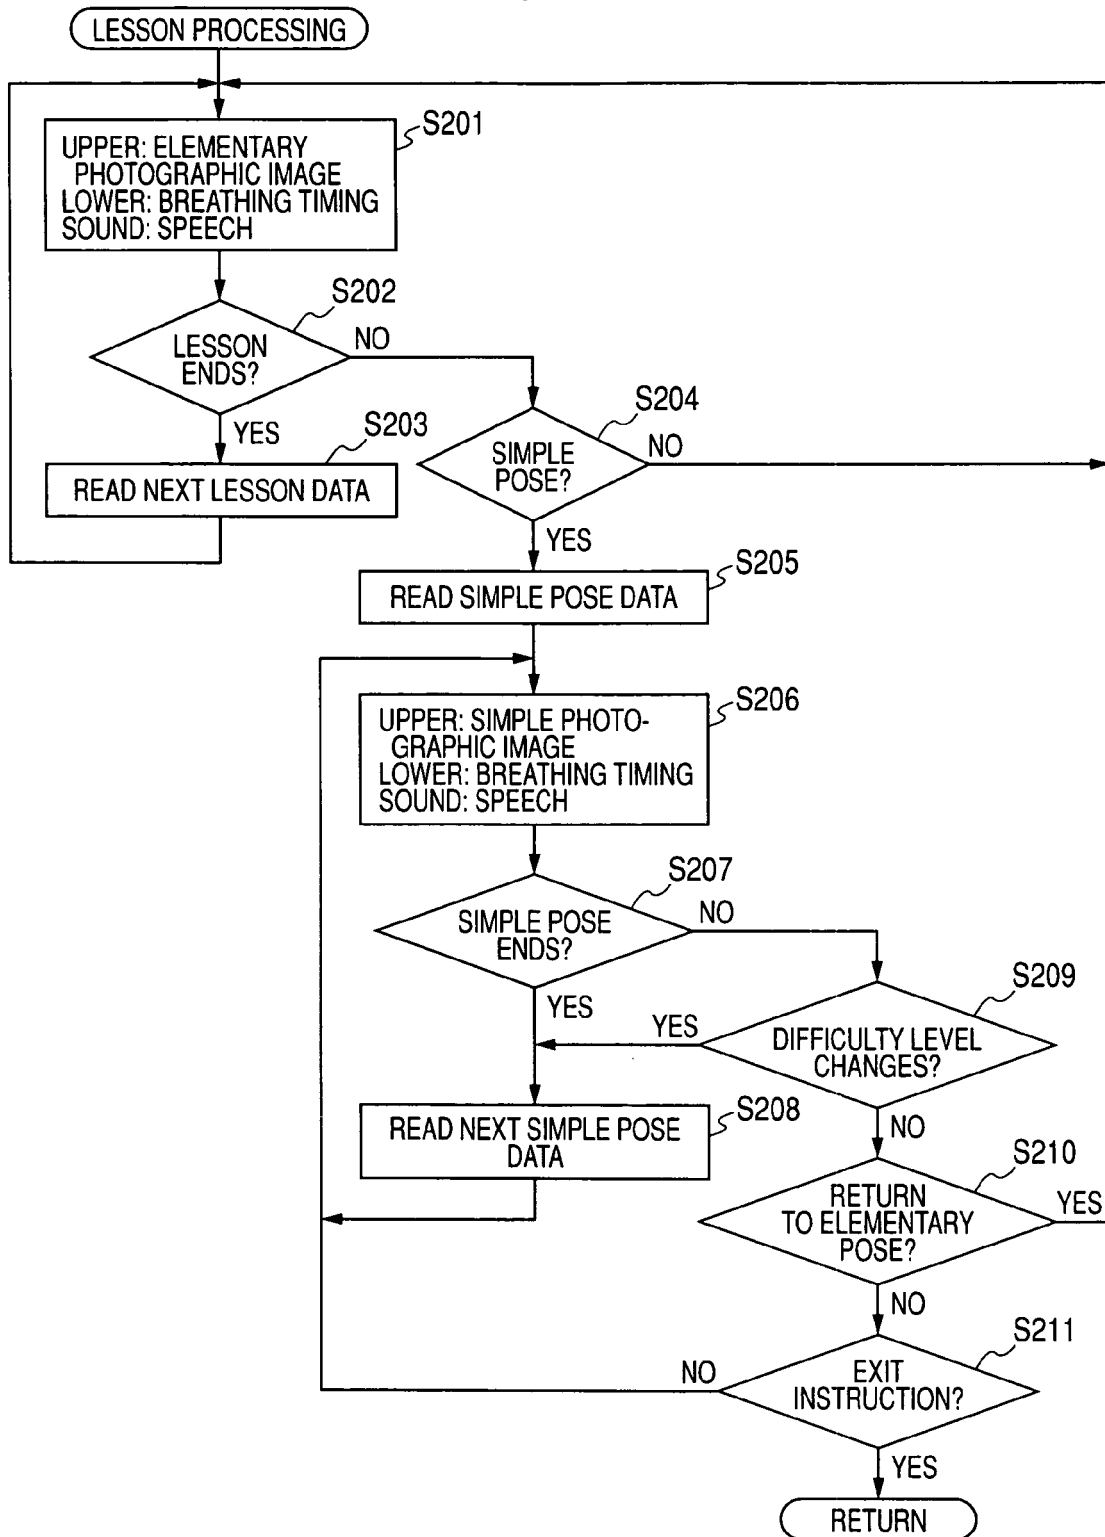 LESSON PROCESSING
S201
UPPER: ELEMENTARY
PHOTOGRAPHIC IMAGE
LOWER: BREATHING TIMING
SOUND: SPEECH
S202
LESSON
ENDS?
NO
YES
S203
READ NEXT LESSON DATA
S204
SIMPLE
POSE?
NO
YES
S205
READ SIMPLE POSE DATA
S206
UPPER: SIMPLE PHOTO-
GRAPHIC IMAGE
LOWER: BREATHING TIMING
SOUND: SPEECH
S207
SIMPLE POSE
ENDS?
NO
YES
S209
DIFFICULTY LEVEL
CHANGES?
YES
NO
S208
READ NEXT SIMPLE POSE
DATA
S210
RETURN
TO ELEMENTARY
POSE?
YES
NO
S211
EXIT
INSTRUCTION?
NO
YES
RETURN